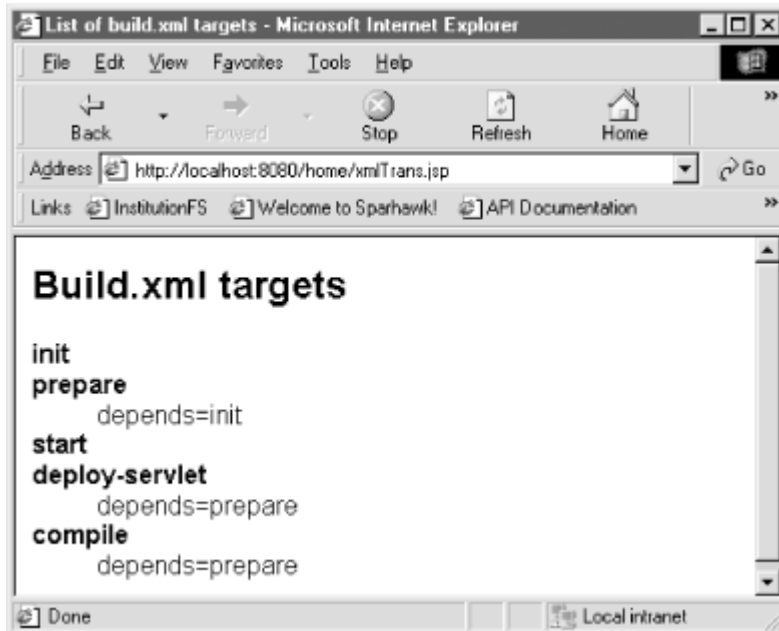 List of build.xml targets - Microsoft Internet Explorer
File Edit View Favorites Tools Help
Back Forward Stop Refresh Home »
Address http://localhost:8080/home/xmlTrans.jsp Go
Links InstitutionFS Welcome to Sparhawk! API Documentation »
Build.xml targets
init
prepare
depends=init
start
deploy-servlet
depends=prepare
compile
depends=prepare
Done Local intranet